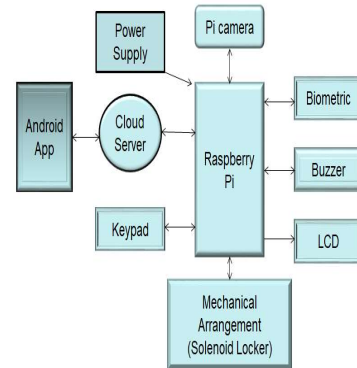 Power
Supply
Pi camera
Android
App
Cloud
Server
Raspberry
Pi
Biometric
Buzzer
Keypad
LCD
Mechanical
Arrangement
(Solenoid Locker)